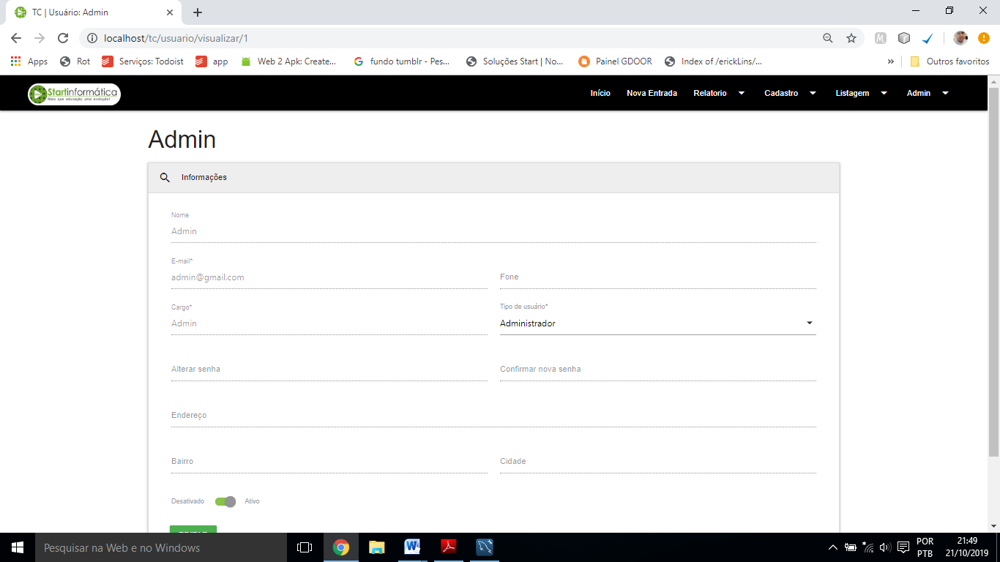 TC | Usuário: Admin
localhost/tc/usuario/visualizar/1
Apps Rot Serviços: Todoist app Web 2 Apk: Create... fundo tumblr - Pes... Soluções Start | No... Painel GDOOR Index of /erickLins/... » Outros favoritos
Startinformática
Mais que educação uma evolução!
Início Nova Entrada Relatorio Cadastro Listagem Admin
Admin
Informações
Nome
Admin
E-mail*
admin@gmail.com
Fone
Cargo*
Admin
Tipo de usuário*
Administrador
Alterar senha Confirmar nova senha
Endereço
Bairro Cidade
Desativado Ativo
Pesquisar na Web e no Windows
POR
PTB
21:49
21/10/2019